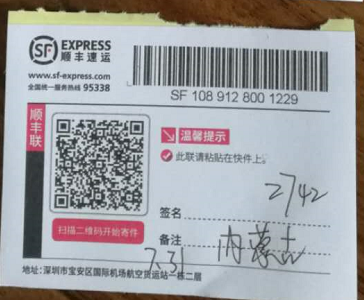 SF EXPRESS
顺丰速运
www.sf-express.com
全国统一服务热线 95338
SF 108 912 800 1229
顺丰联
温馨提示
此联请粘贴在快件上。
2742
签名
扫描二维码开始寄件
备注 内蒙古
7.31
地址:深圳市宝安区国际机场航空货运站一栋二层